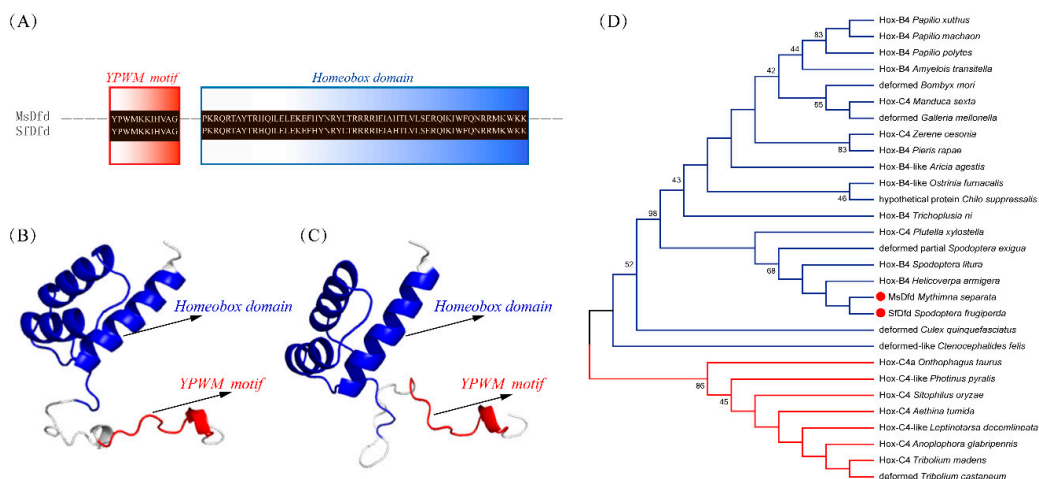 (A)
YPWM motif
Homeobox domain
MsDfd
YPWMKKIHVAG
PKRQRTAYTRHQILELEKEFHYNRYLTRRRRIEIAHTLVLSERQIKIWFQNRRMKWKK
SfDfd
YPWMKKIHVAG
PKRQRTAYTRHQILELEKEFHYNRYLTRRRRIEIAHTLVLSERQIKIWFQNRRMKWKK
(B)
Homeobox domain
YPWM motif
(C)
Homeobox domain
YPWM motif
(D)
Hox-B4 Papilio xuthus
83
Hox-B4 Papilio machaon
44
Hox-B4 Papilio polytes
42
Hox-B4 Amyelois transitella
deformed Bombyx mori
Hox-C4 Manduca sexta
65
deformed Galleria mellonella
Hox-C4 Zerene cesonia
Hox-B4 Pieris rapae
83
Hox-B4-like Aricia agestis
43
Hox-B4-like Ostrinia furnacalis
46
hypothetical protein Chilo suppressalis
98
Hox-B4 Trichoplusia ni
Hox-C4 Plutella xylostella
deformed partial Spodoptera exigua
52
68
Hox-B4 Spodoptera litura
Hox-B4 Helicoverpa armigera
MsDfd Mythimna separata
SfDfd Spodoptera frugiperda
deformed Culex quinquefasciatus
deformed-like Ctenocephalides felis
Hox-C4a Onthophagus taurus
86
Hox-C4-like Photinus pyralis
45
Hox-C4 Sitophilus oryzae
Hox-C4 Aethina tumida
Hox-C4-like Leptinotarsa decemlineata
Hox-C4 Anoplophora glabripennis
Hox-C4 Tribolium madens
deformed Tribolium castaneum